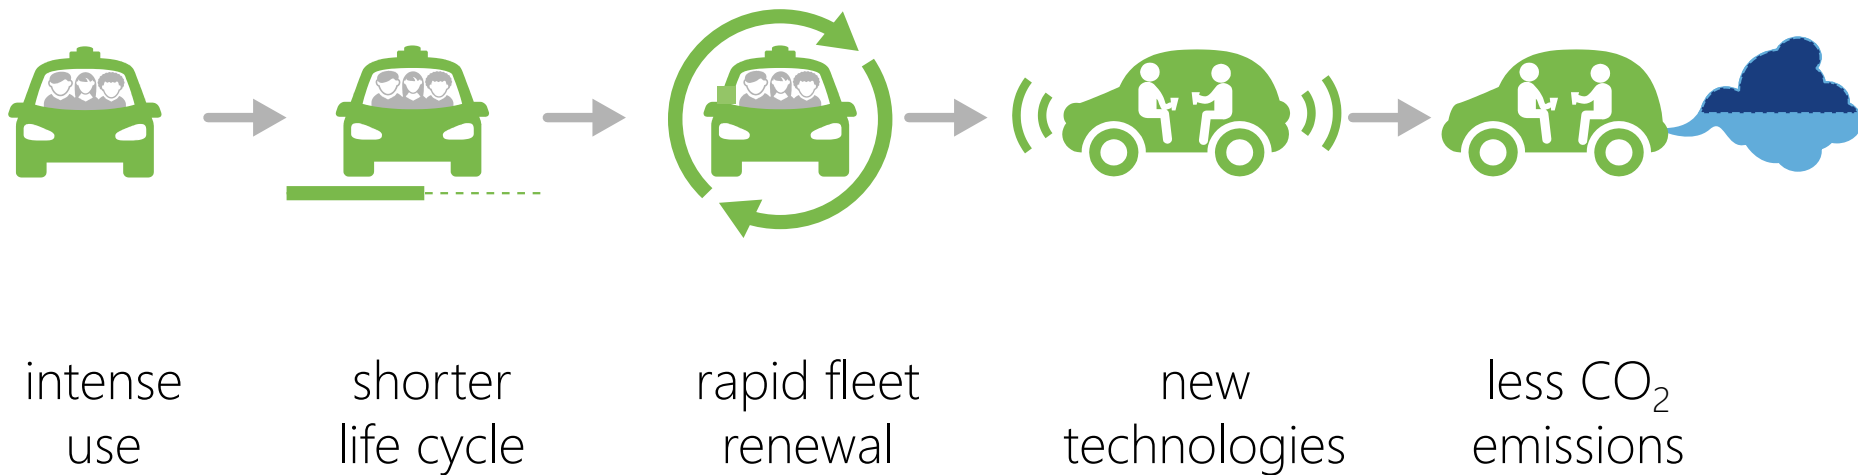 intense
use
shorter
life cycle
rapid fleet
renewal
new
technologies
less CO₂
emissions